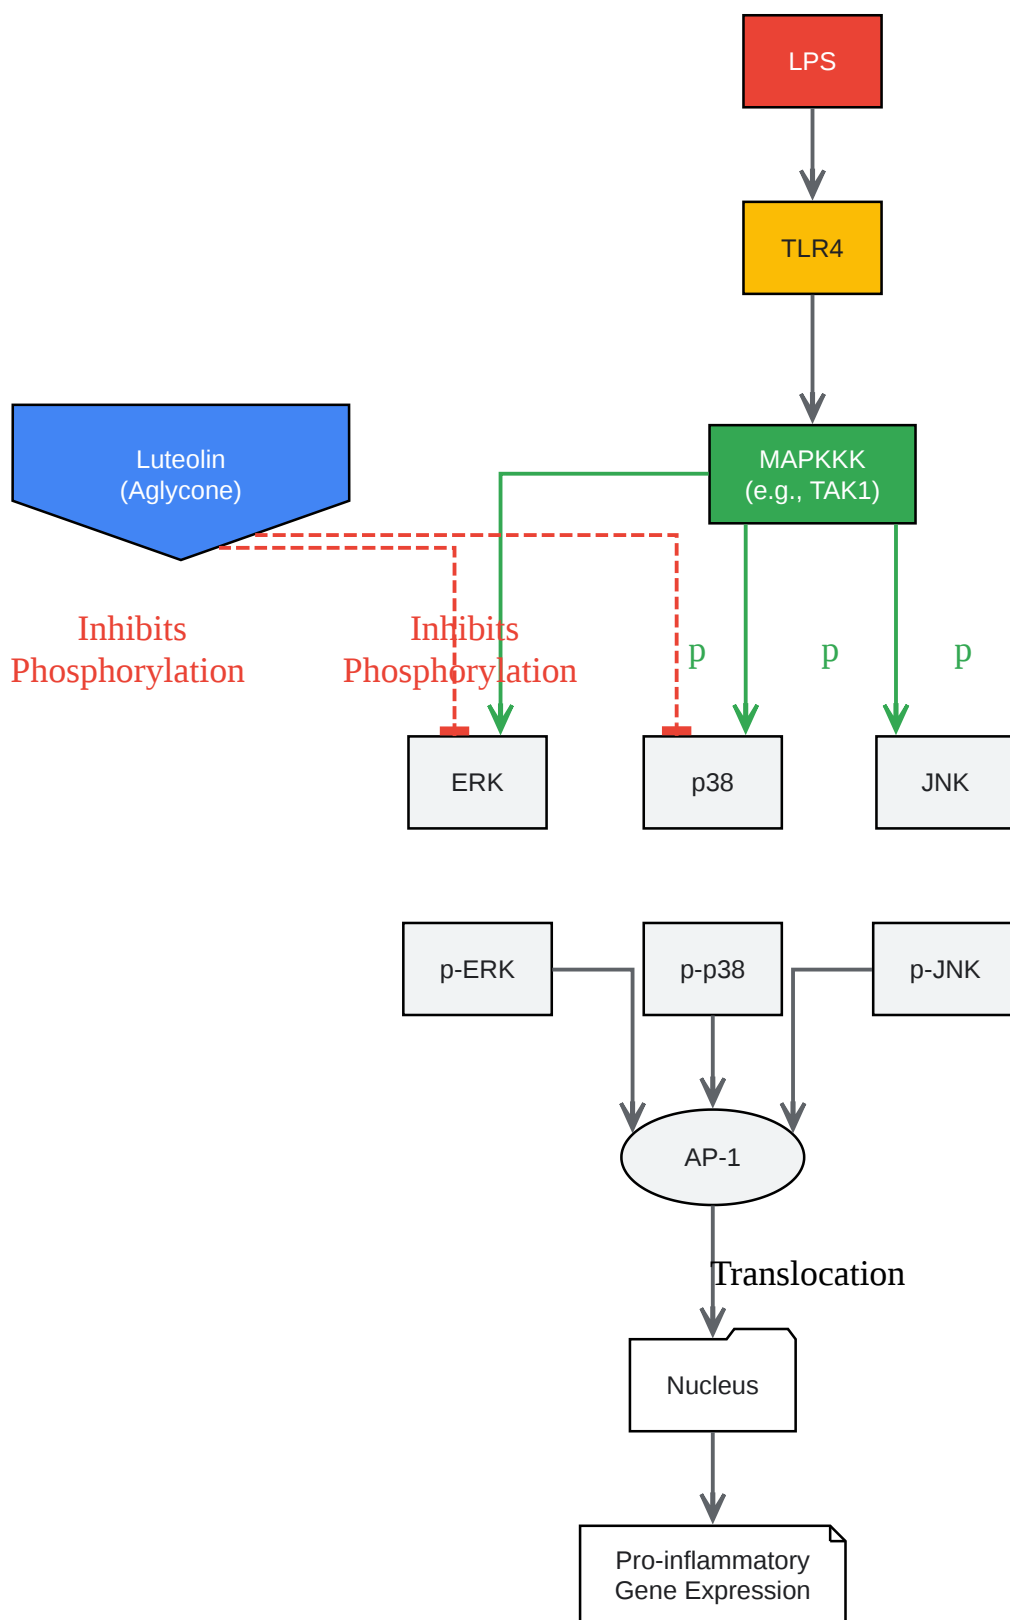 LPS
TLR4
Luteolin
(Aglycone)
MAPKKK
(e.g., TAK1)
Inhibits
Phosphorylation
Inhibits
Phosphorylation
p
p
p
ERK
p38
JNK
p-ERK
p-p38
p-JNK
AP-1
Translocation
Nucleus
Pro-inflammatory
Gene Expression